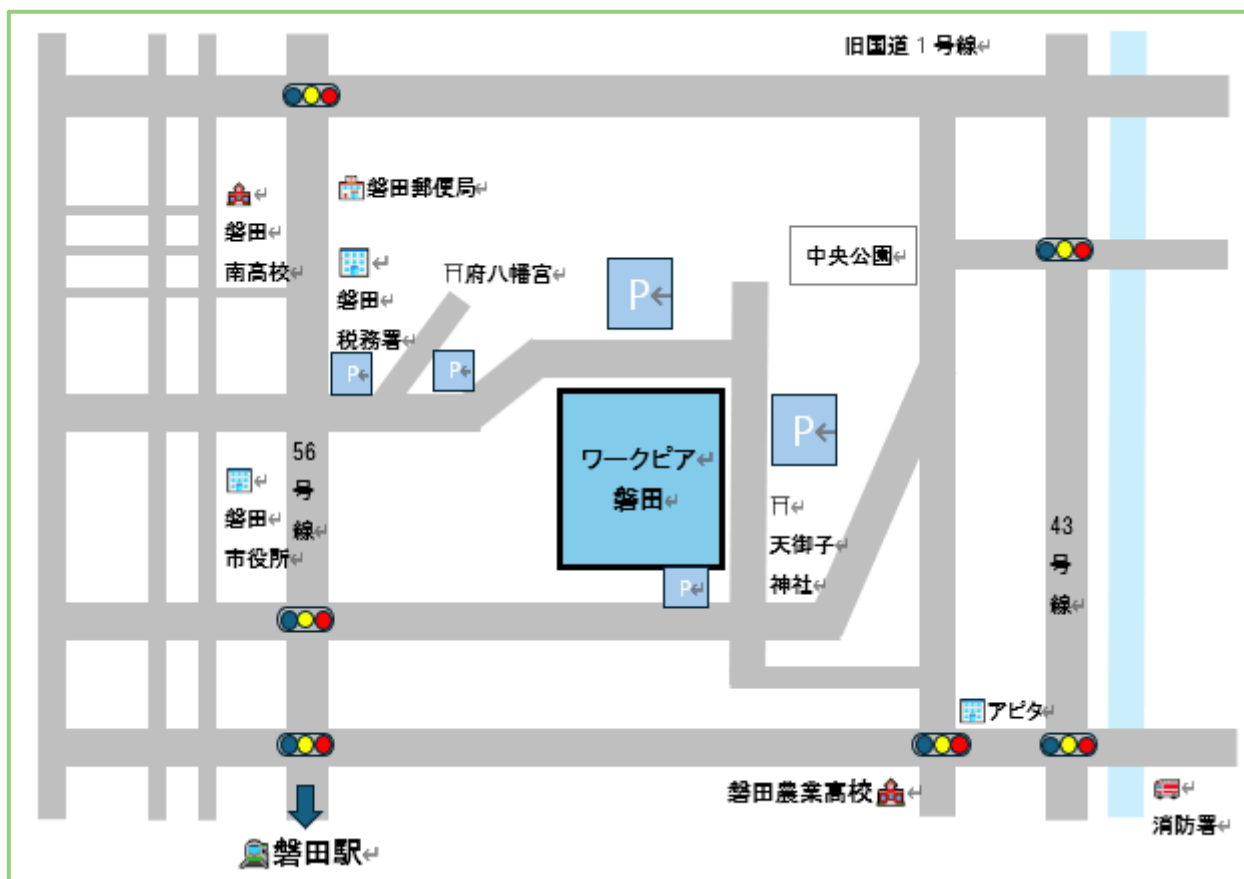 旧国道1号線↵
↵
磐田↵
南高校↵
磐田郵便局↵
↵
磐田↵
税務署↵
⛩府八幡宮↵
P↵
中央公園↵
P↵
P↵
P↵
ワークピア↵
磐田↵
P↵
56
号
線↵
↵
磐田↵
市役所↵
⛩↵
天御子↵
神社↵
43
号
線↵
アピタ↵
磐田農業高校↵
↵
消防署↵
磐田駅↵